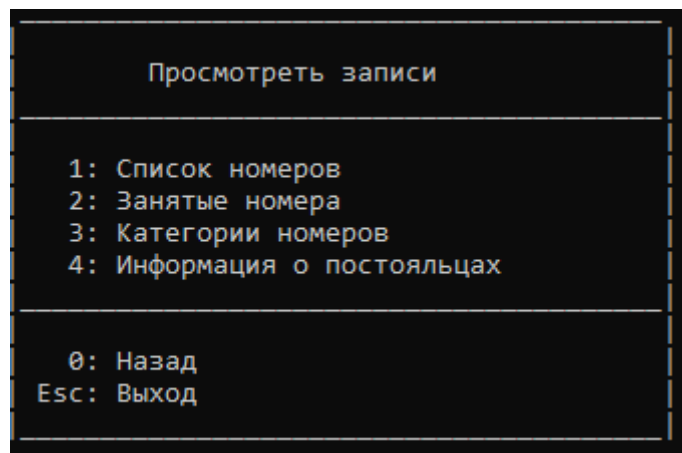 Просмотреть записи
1: Список номеров
2: Занятые номера
3: Категории номеров
4: Информация о постояльцах
0: Назад
Esc: Выход